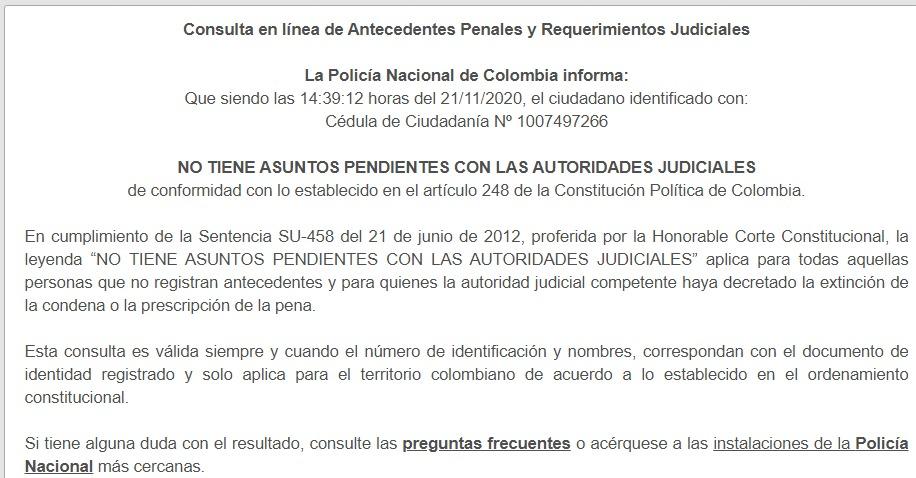 Consulta en línea de Antecedentes Penales y Requerimientos Judiciales
La Policía Nacional de Colombia informa:
Que siendo las 14:39:12 horas del 21/11/2020, el ciudadano identificado con:
Cédula de Ciudadanía Nº 1007497266
NO TIENE ASUNTOS PENDIENTES CON LAS AUTORIDADES JUDICIALES
de conformidad con lo establecido en el artículo 248 de la Constitución Política de Colombia.
En cumplimiento de la Sentencia SU-458 del 21 de junio de 2012, proferida por la Honorable Corte Constitucional, la
leyenda “NO TIENE ASUNTOS PENDIENTES CON LAS AUTORIDADES JUDICIALES” aplica para todas aquellas
personas que no registran antecedentes y para quienes la autoridad judicial competente haya decretado la extinción de
la condena o la prescripción de la pena.
Esta consulta es válida siempre y cuando el número de identificación y nombres, correspondan con el documento de
identidad registrado y solo aplica para el territorio colombiano de acuerdo a lo establecido en el ordenamiento
constitucional.
Si tiene alguna duda con el resultado, consulte las preguntas frecuentes o acérquese a las instalaciones de la Policía
Nacional más cercanas.